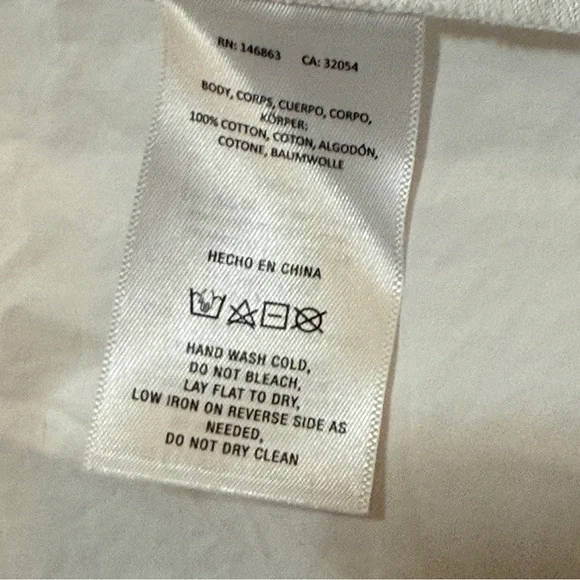 RN: 146863 CA: 32054
BODY, CORPS, CUERPO, CORPO,
KÖRPER:
100% COTTON, COTON, ALGODÓN,
COTONE, BAUMWOLLE
HECHO EN CHINA
HAND WASH COLD,
DO NOT BLEACH,
LAY FLAT TO DRY,
LOW IRON ON REVERSE SIDE AS
NEEDED,
DO NOT DRY CLEAN